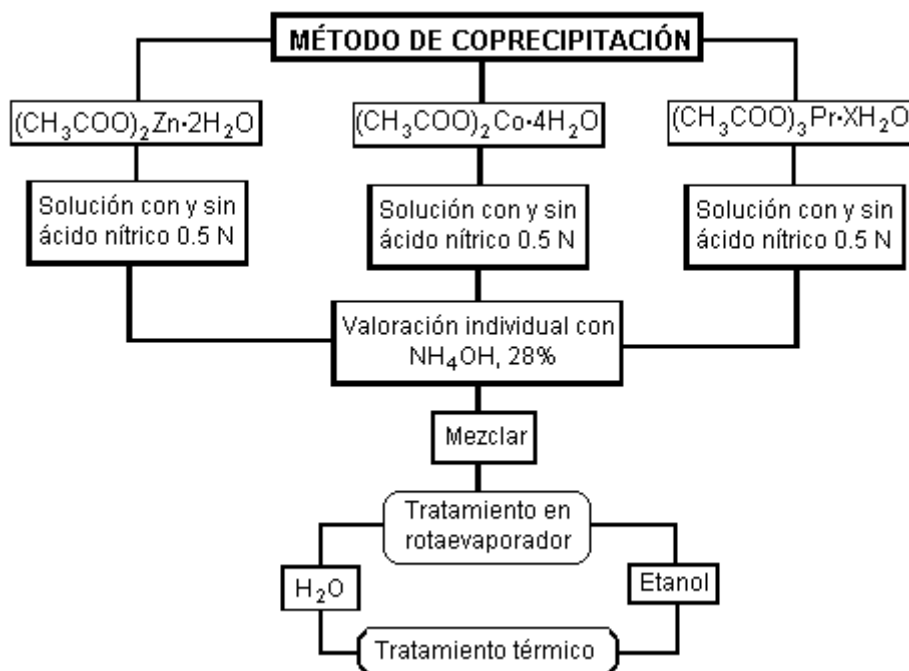 MÉTODO DE COPRECIPITACIÓN
(CH₃COO)₂Zn·2H₂O
(CH₃COO)₂Co·4H₂O
(CH₃COO)₃Pr·XH₂O
Solución con y sin
ácido nítrico 0.5 N
Solución con y sin
ácido nítrico 0.5 N
Solución con y sin
ácido nítrico 0.5 N
Valoración individual con
NH₄OH, 28%
Mezclar
Tratamiento en
rotaevaporador
H₂O
Etanol
Tratamiento térmico